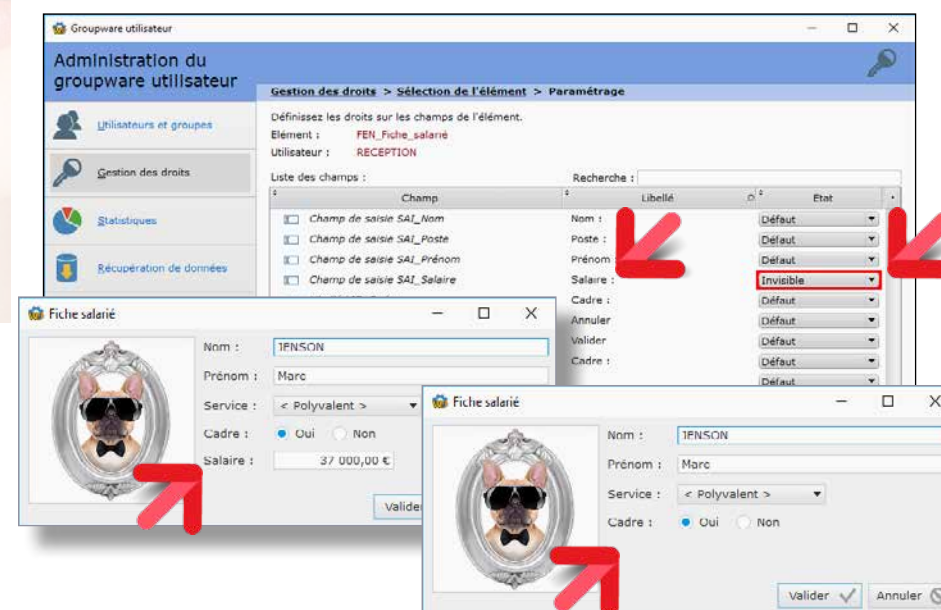 Groupware utilisateur
Administration du
groupware utilisateur
Gestion des droits > Sélection de l'élément > Paramétrage
Utilisateurs et groupes
Gestion des droits
Statistiques
Récupération de données
Définissez les droits sur les champs de l'élément.
Elément : FEN_Fiche_salarié
Utilisateur : RECEPTION
Liste des champs : Recherche :
Champ Libellé Etat
Champ de saisie SAI_Nom Nom : Défaut
Champ de saisie SAI_Poste Poste : Défaut
Champ de saisie SAI_Prénom Prénom : Défaut
Champ de saisie SAI_Salaire Salaire : Invisible
Cadre : Défaut
Annuler Défaut
Valider Défaut
Cadre : Défaut
Défaut
Fiche salarié
Nom : JENSON
Prénom : Marc
Service : < Polyvalent >
Cadre : Oui Non
Salaire : 37 000,00 €
Valide
Fiche salarié
Nom : JENSON
Prénom : Marc
Service : < Polyvalent >
Cadre : Oui Non
Valider Annuler